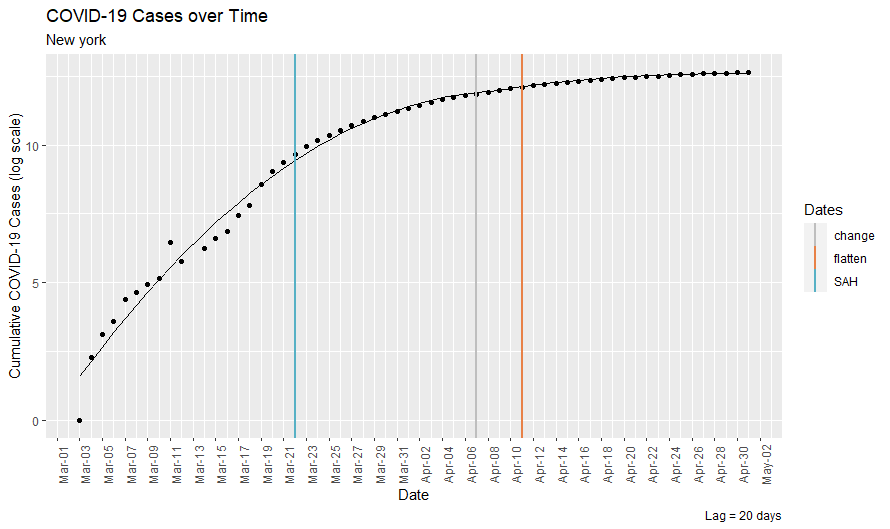 COVID-19 Cases over Time
New york
Cumulative COVID-19 Cases (log scale)
10
5
0
Mar-01
Mar-03
Mar-05
Mar-07
Mar-09
Mar-11
Mar-13
Mar-15
Mar-17
Mar-19
Mar-21
Mar-23
Mar-25
Mar-27
Mar-29
Mar-31
Apr-02
Apr-04
Apr-06
Apr-08
Apr-10
Apr-12
Apr-14
Apr-16
Apr-18
Apr-20
Apr-22
Apr-24
Apr-26
Apr-28
Apr-30
May-02
Date
Dates
change
flatten
SAH
Lag = 20 days